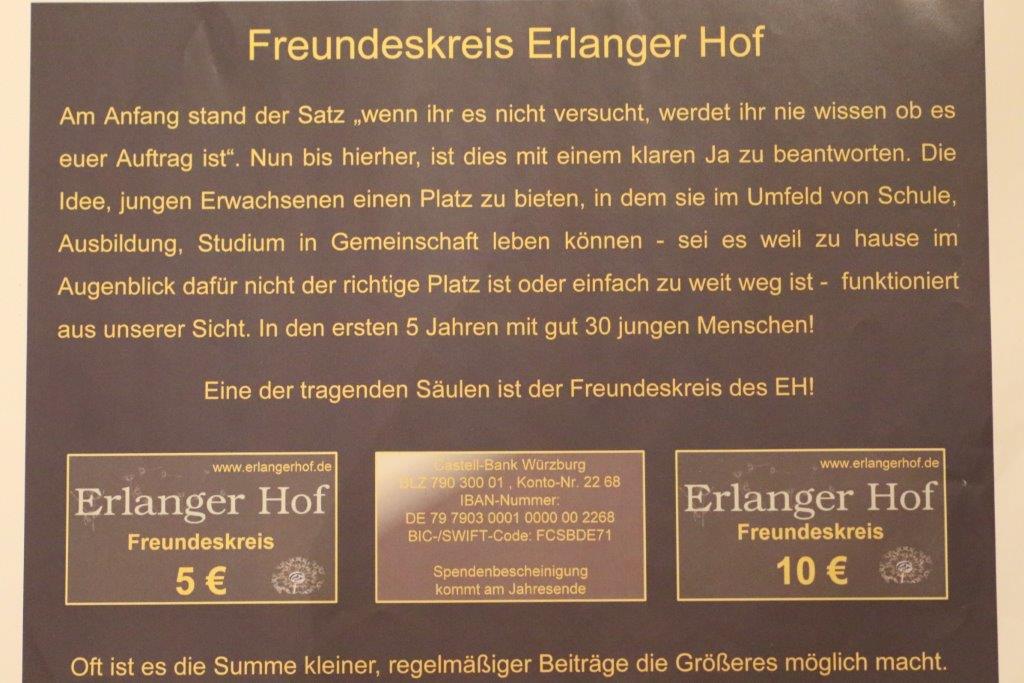 Freundeskreis Erlanger Hof
Am Anfang stand der Satz „wenn ihr es nicht versucht, werdet ihr nie wissen ob es
euer Auftrag ist“. Nun bis hierher, ist dies mit einem klaren Ja zu beantworten. Die
Idee, jungen Erwachsenen einen Platz zu bieten, in dem sie im Umfeld von Schule,
Ausbildung, Studium in Gemeinschaft leben können - sei es weil zu hause im
Augenblick dafür nicht der richtige Platz ist oder einfach zu weit weg ist - funktioniert
aus unserer Sicht. In den ersten 5 Jahren mit gut 30 jungen Menschen!
Eine der tragenden Säulen ist der Freundeskreis des EH!
www.erlangerhof.de
Erlanger Hof
Freundeskreis
5 €
Castell-Bank Würzburg
BLZ 790 300 01 , Konto-Nr. 22 68
IBAN-Nummer:
DE 79 7903 0001 0000 00 2268
BIC-/SWIFT-Code: FCSBDE71
Spendenbescheinigung
kommt am Jahresende
www.erlangerhof.de
Erlanger Hof
Freundeskreis
10 €
Oft ist es die Summe kleiner, regelmäßiger Beiträge die Größeres möglich macht.